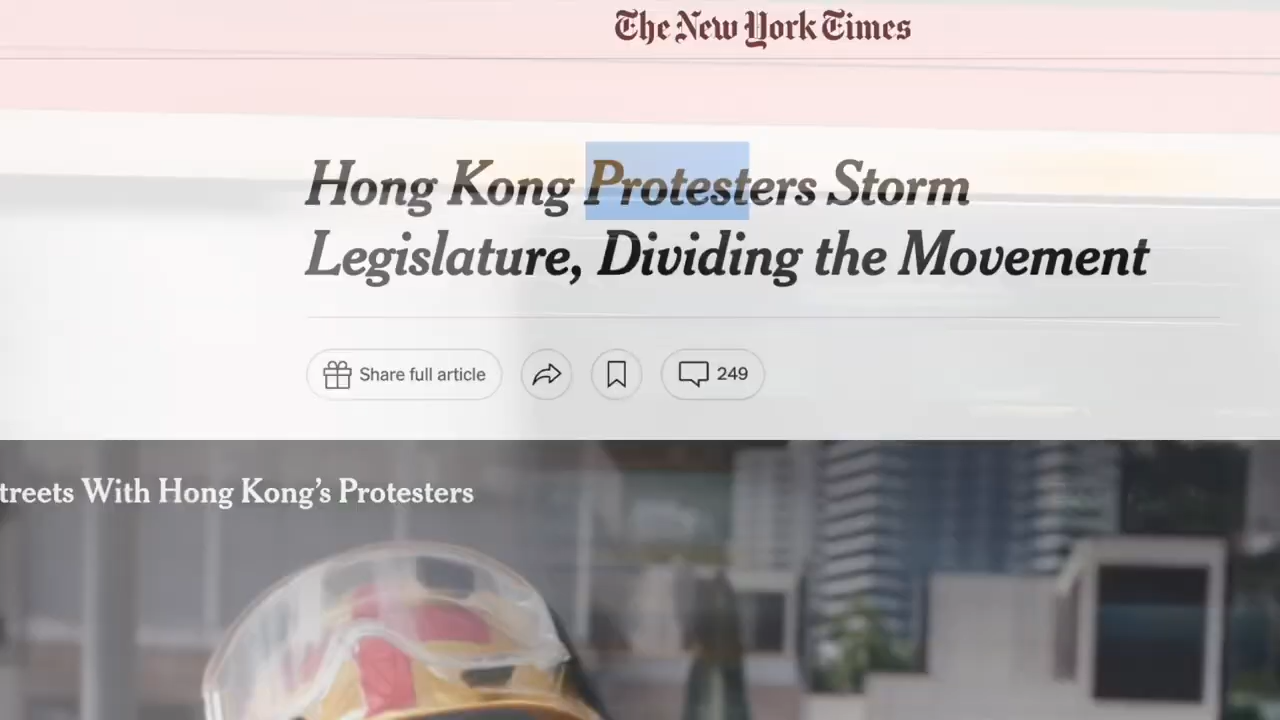 The New York Times
Hong Kong Protesters Storm
Legislature, Dividing the Movement
Share full article
249
treets With Hong Kong's Protesters